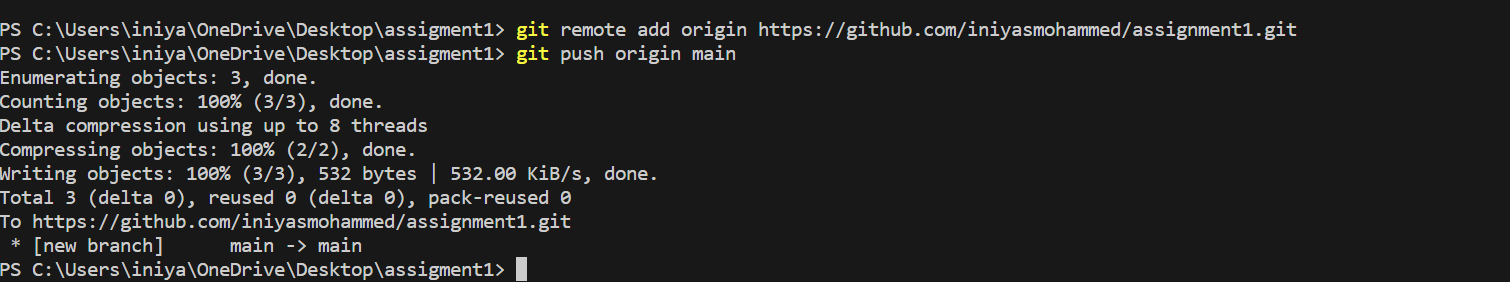 PS C:\Users\iniya\OneDrive\Desktop\assigment1> git remote add origin https://github.com/iniyasmohammed/assignment1.git
PS C:\Users\iniya\OneDrive\Desktop\assigment1> git push origin main
Enumerating objects: 3, done.
Counting objects: 100% (3/3), done.
Delta compression using up to 8 threads
Compressing objects: 100% (2/2), done.
Writing objects: 100% (3/3), 532 bytes | 532.00 KiB/s, done.
Total 3 (delta 0), reused 0 (delta 0), pack-reused 0
To https://github.com/iniyasmohammed/assignment1.git
 * [new branch]      main -> main
PS C:\Users\iniya\OneDrive\Desktop\assigment1>